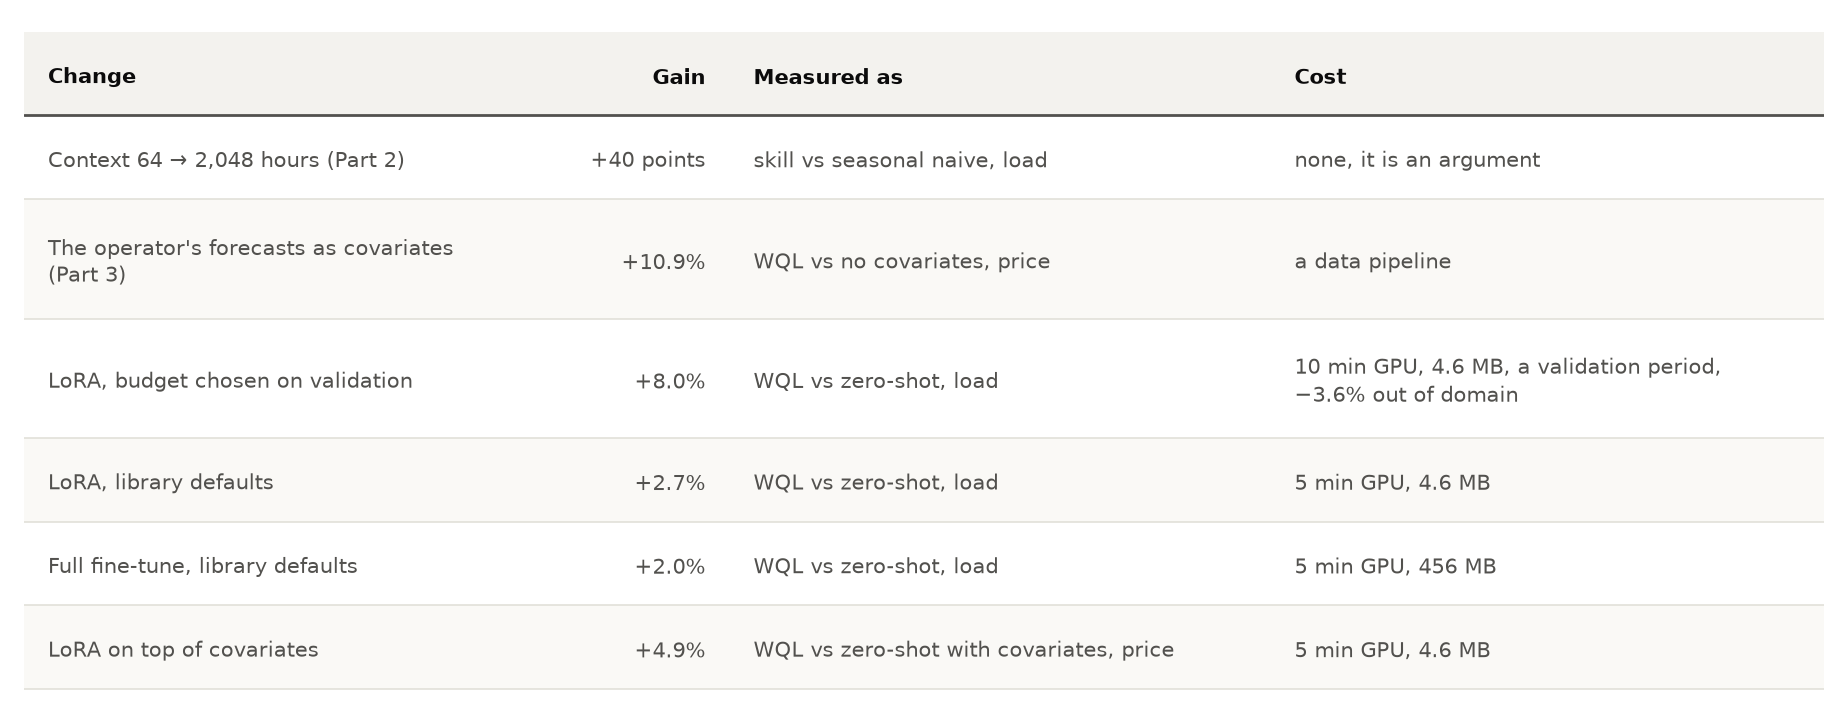 Change Gain Measured as Cost
Context 64 → 2,048 hours (Part 2) +40 points skill vs seasonal naive, load none, it is an argument
The operator's forecasts as covariates
(Part 3) +10.9% WQL vs no covariates, price a data pipeline
LoRA, budget chosen on validation +8.0% WQL vs zero-shot, load 10 min GPU, 4.6 MB, a validation period,
−3.6% out of domain
LoRA, library defaults +2.7% WQL vs zero-shot, load 5 min GPU, 4.6 MB
Full fine-tune, library defaults +2.0% WQL vs zero-shot, load 5 min GPU, 456 MB
LoRA on top of covariates +4.9% WQL vs zero-shot with covariates, price 5 min GPU, 4.6 MB